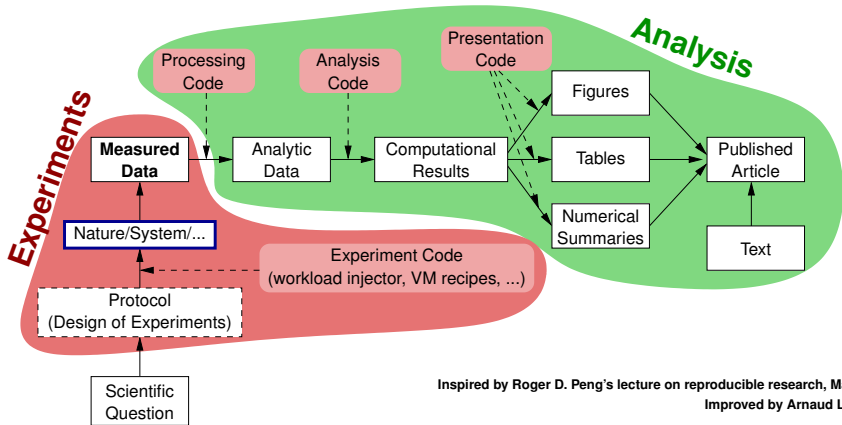 Analysis
Processing
Code
Analysis
Code
Presentation
Code
Figures
Experiments
Measured
Data
Analytic
Data
Computational
Results
Tables
Published
Article
Nature/System/...
Numerical
Summaries
Text
Experiment Code
(workload injector, VM recipes, ...)
Protocol
(Design of Experiments)
Scientific
Question
Inspired by Roger D. Peng's lecture on reproducible research,
Improved by Arnaud